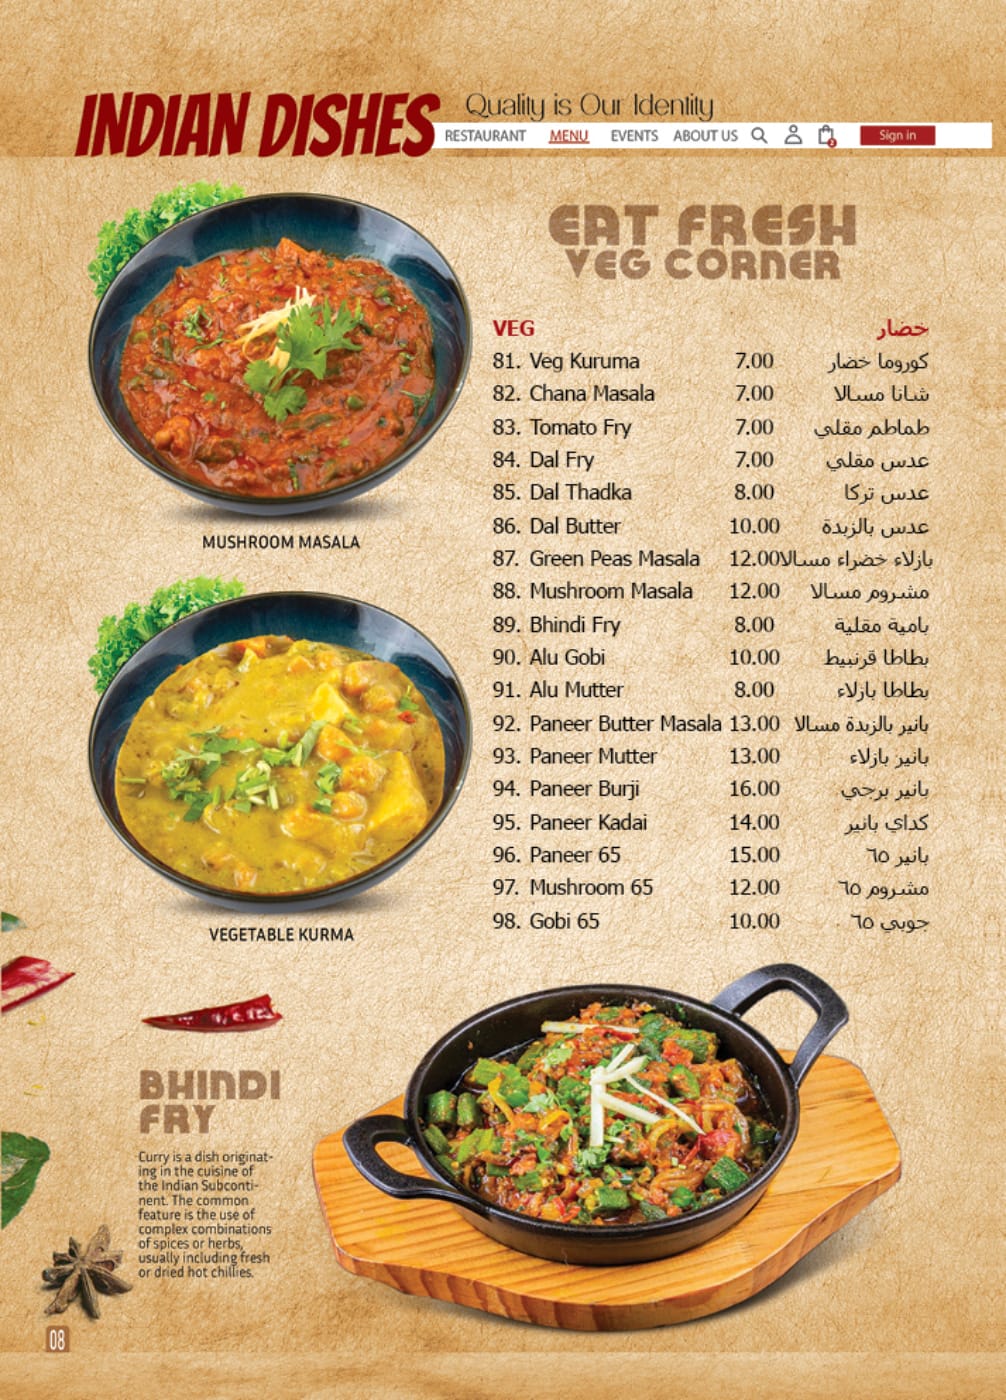 INDIAN DISHES
Quality is Our Identity
RESTAURANT MENU EVENTS ABOUT US 2 Sign in
EAT FRESH
VEG CORNER
VEG خضار
81. Veg Kuruma 7.00 كوروما خضار
82. Chana Masala 7.00 شانا مسالا
83. Tomato Fry 7.00 طماطم مقلي
84. Dal Fry 7.00 عدس مقلي
85. Dal Thadka 8.00 عدس تركا
86. Dal Butter 10.00 عدس بالزبدة
87. Green Peas Masala 12.00 بازلاء خضراء مسالا
88. Mushroom Masala 12.00 مشروم مسالا
89. Bhindi Fry 8.00 بامية مقلية
90. Alu Gobi 10.00 بطاطا قرنبيط
91. Alu Mutter 8.00 بطاطا بازلاء
92. Paneer Butter Masala 13.00 بانير بالزبدة مسالا
93. Paneer Mutter 13.00 بانير بازلاء
94. Paneer Burji 16.00 بانير برجي
95. Paneer Kadai 14.00 كداي بانير
96. Paneer 65 15.00 بانير ٦٥
97. Mushroom 65 12.00 مشروم ٦٥
98. Gobi 65 10.00 جوبي ٦٥
MUSHROOM MASALA
VEGETABLE KURMA
BHINDI
FRY
Curry is a dish originat-
ing in the cuisine of
the Indian Subconti-
nent. The common
feature is the use of
complex combinations
of spices or herbs,
usually including fresh
or dried hot chillies.
08